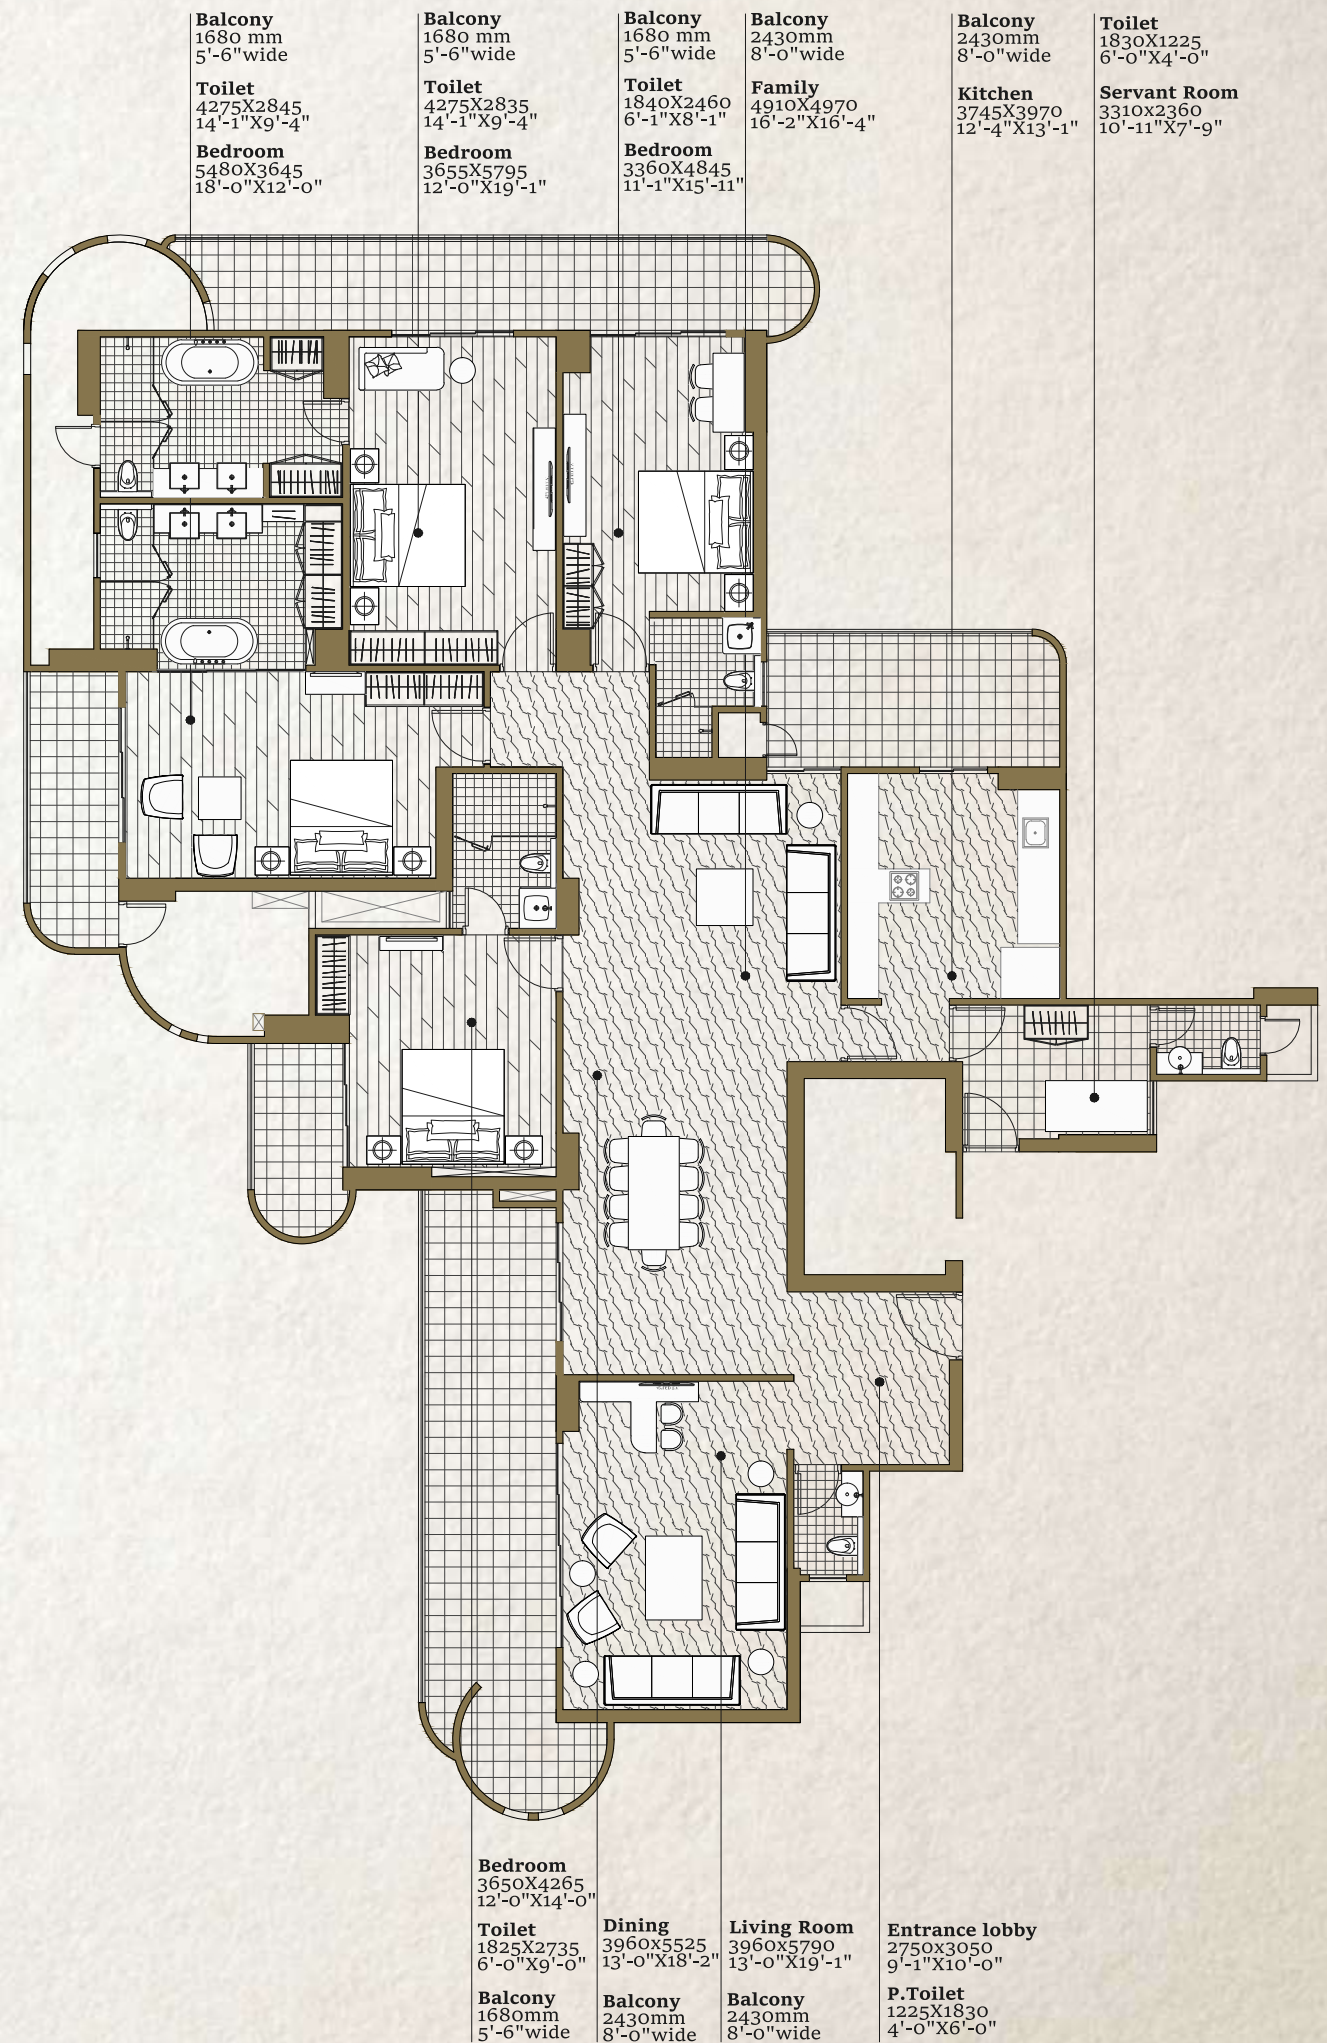 Balcony
1680 mm
5'-6"wide
Toilet
4275X2845
14'-1"X9'-4"
Bedroom
5480X3645
18'-0"X12'-0"
Balcony
1680 mm
5'-6"wide
Toilet
4275X2835
14'-1"X9'-4"
Bedroom
3655X5795
12'-0"X19'-1"
Balcony
1680 mm
5'-6"wide
Toilet
1840X2460
6'-1"X8'-1"
Bedroom
3360X4845
11'-1"X15'-11"
Balcony
2430mm
8'-0"wide
Family
4910X4970
16'-2"X16'-4"
Balcony
2430mm
8'-0"wide
Kitchen
3745X3970
12'-4"X13'-1"
Toilet
1830X1225
6'-0"X4'-0"
Servant Room
3310x2360
10'-11"X7'-9"
Bedroom
3650X4265
12'-0"X14'-0"
Toilet
1825X2735
6'-0"X9'-0"
Balcony
1680mm
5'-6"wide
Dining
3960x5525
13'-0"X18'-2"
Balcony
2430mm
8'-0"wide
Living Room
3960x5790
13'-0"X19'-1"
Balcony
2430mm
8'-0"wide
Entrance lobby
2750x3050
9'-1"X10'-0"
P.Toilet
1225X1830
4'-0"X6'-0"